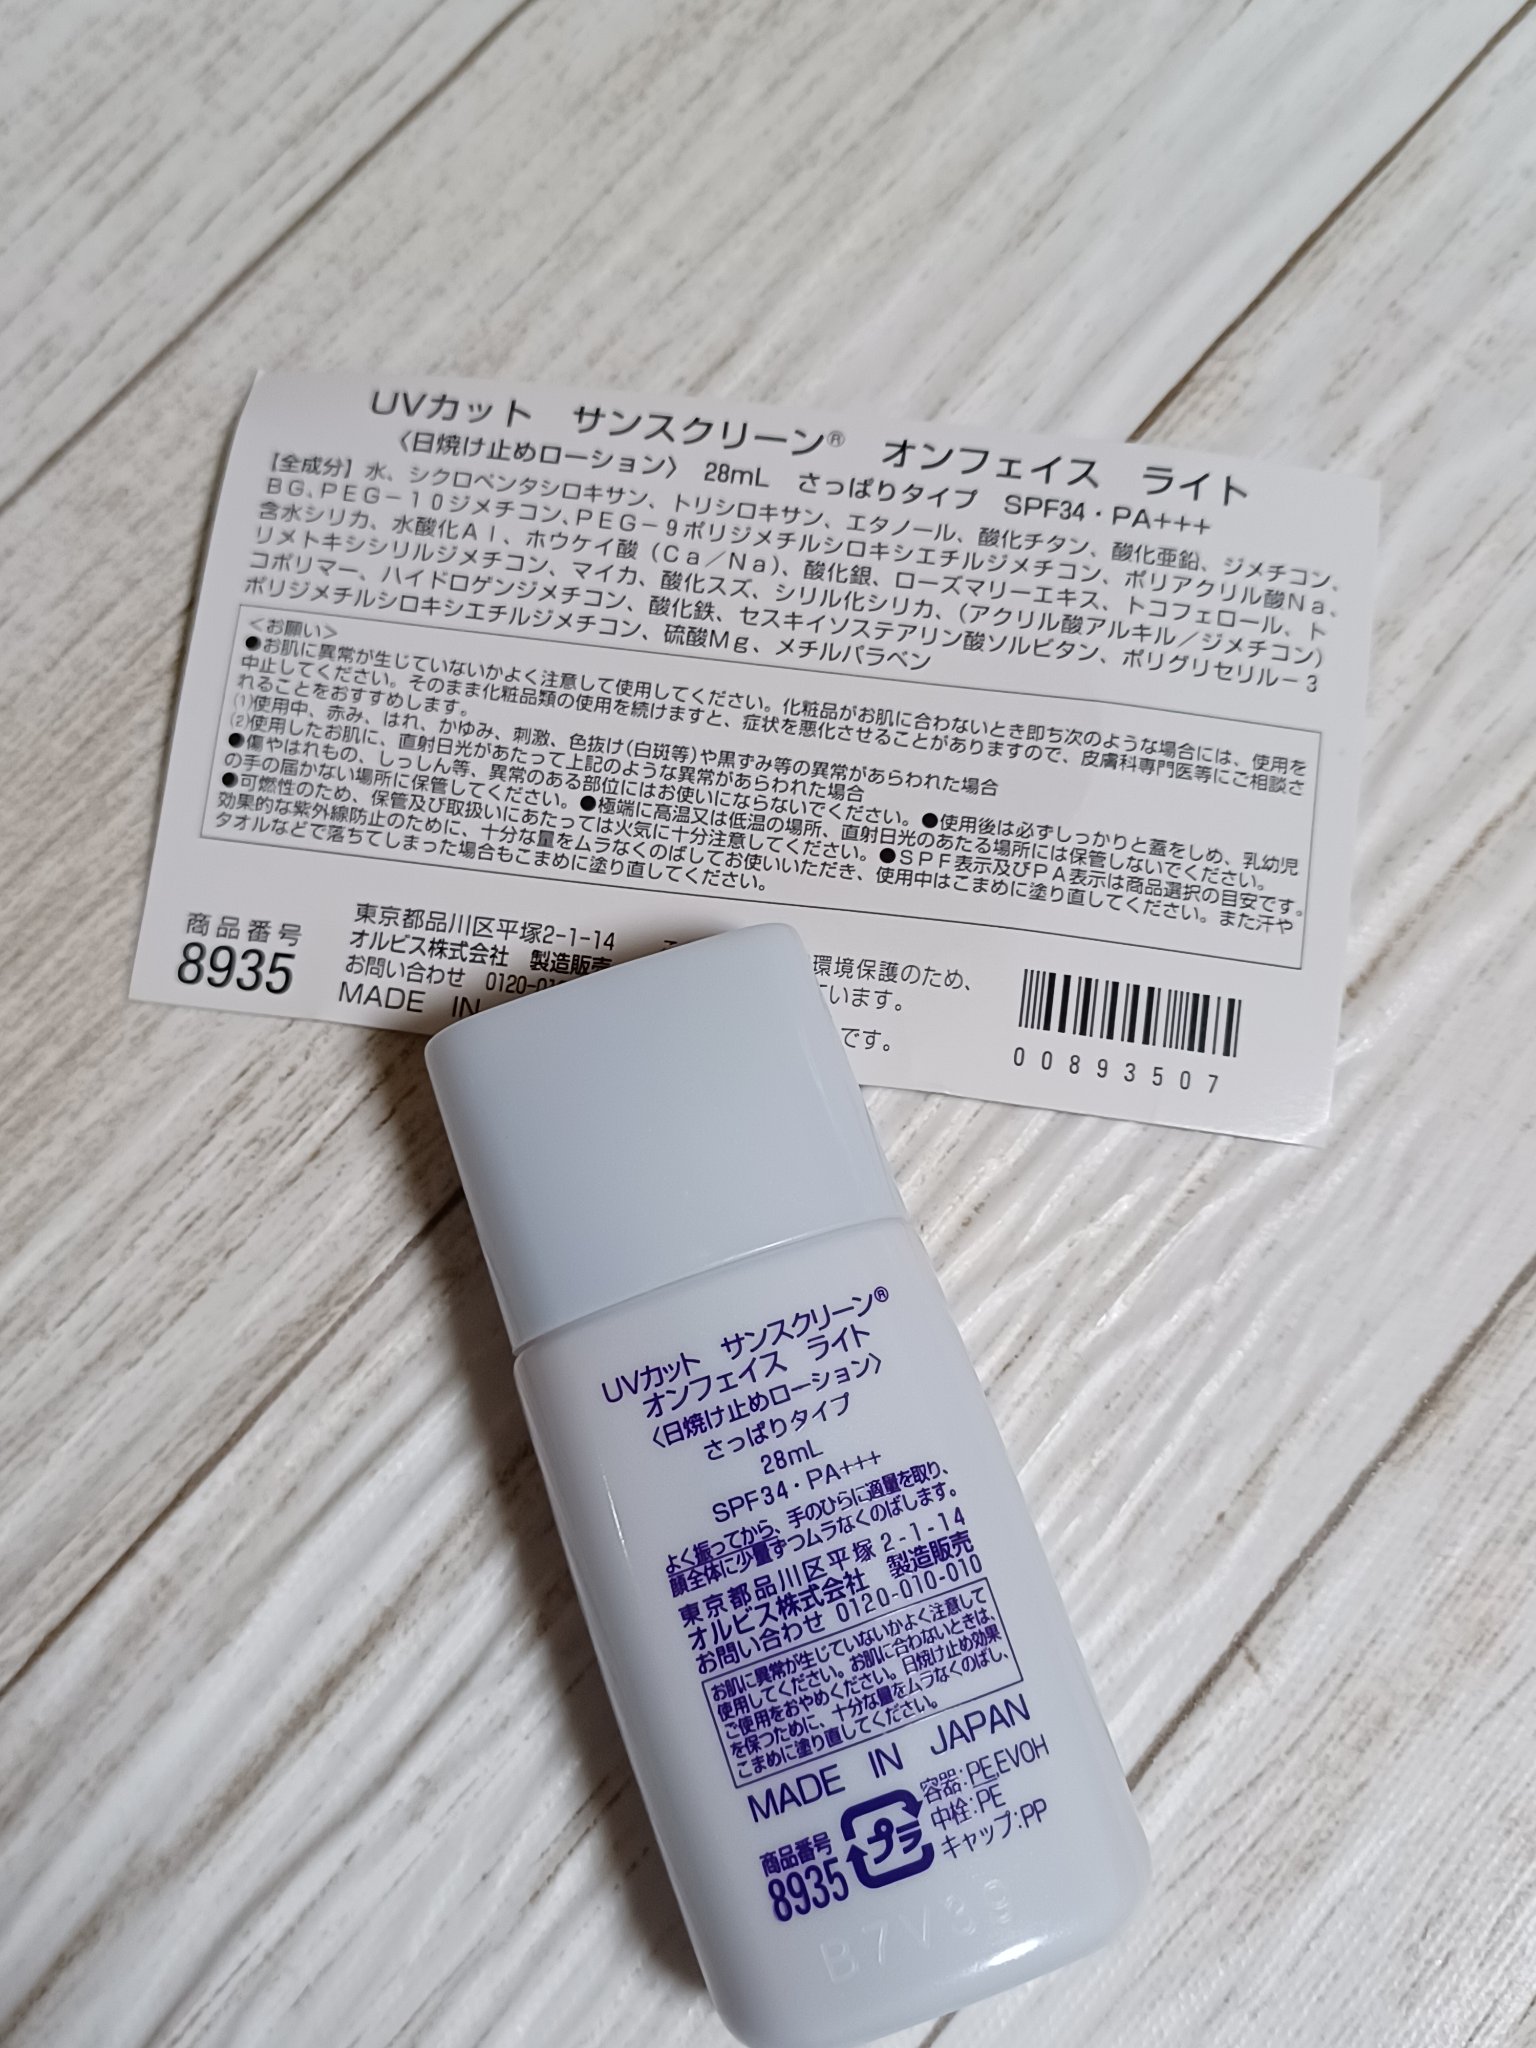 UVカット　サンスクリーン®　オンフェイス　ライト
〈日焼け止めローション〉 28mL　さっぱりタイプ　SPF34・PA+++
【全成分】水、シクロペンタシロキサン、トリシロキサン、エタノール、酸化チタン、酸化亜鉛、ジメチコン、
BG、PEG－10ジメチコン、PEG－9ポリジメチルシロキシエチルジメチコン、ポリアクリル酸Na、
含水シリカ、水酸化Al、ホウケイ酸（Ca／Na）、酸化銀、ローズマリーエキス、トコフェロール、ト
リメトキシシリルジメチコン、マイカ、酸化スズ、シリル化シリカ、（アクリル酸アルキル／ジメチコン）
コポリマー、ハイドロゲンジメチコン、酸化鉄、セスキイソステアリン酸ソルビタン、ポリグリセリル－3
ポリジメチルシロキシエチルジメチコン、硫酸Mg、メチルパラベン
＜お願い＞
●お肌に異常が生じていないかよく注意して使用してください。化粧品がお肌に合わないとき即ち次のような場合には、使用を
中止してください。そのまま化粧品類の使用を続けますと、症状を悪化させることがありますので、皮膚科専門医等にご相談さ
れることをおすすめします。
(1)使用中、赤み、はれ、かゆみ、刺激、色抜け(白斑等)や黒ずみ等の異常があらわれた場合
(2)使用したお肌に、直射日光があたって上記のような異常があらわれた場合
●傷やはれもの、しっしん等、異常のある部位にはお使いにならないでください。●使用後は必ずしっかりと蓋をしめ、乳幼児
の手の届かない場所に保管してください。●極端に高温又は低温の場所、直射日光のあたる場所には保管しないでください。
●可燃性のため、保管及び取扱いにあたっては火気に十分注意してください。●SPF表示及びPA表示は商品選択の目安です。
効果的な紫外線防止のために、十分な量をムラなくのばしてお使いいただき、使用中はこまめに塗り直してください。また汗や
タオルなどで落ちてしまった場合もこまめに塗り直してください。
商品番号
8935
東京都品川区平塚2-1-14
オルビス株式会社　製造販売
お問い合わせ　0120-01
MADE IN
環境保護のため、
います。
です。
00893507
UVカット　サンスクリーン®
オンフェイス　ライト
〈日焼け止めローション〉
さっぱりタイプ
28mL
SPF34・PA+++
よく振ってから、手のひらに適量を取り、
顔全体に少量ずつムラなくのばします。
東京都品川区平塚2-1-14
オルビス株式会社　製造販売
お問い合わせ 0120-010-010
お肌に異常が生じていないかよく注意して
使用してください。お肌に合わないときは、
ご使用をおやめください。日焼け止め効果
を保つために、十分な量をムラなくのばし、
こまめに塗り直してください。
MADE IN JAPAN
商品番号
8935
プラ
容器:PE,EVOH
中栓:PE
キャップ:PP
B7V